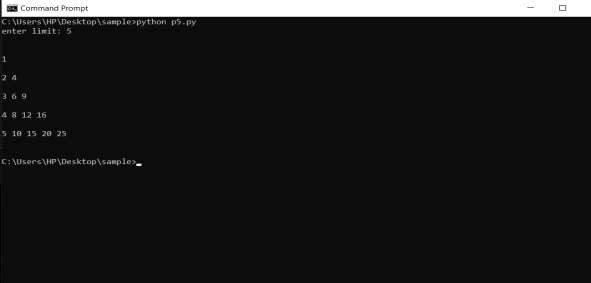 Command Prompt
C:\Users\HP\Desktop\sample>python p5.py
enter limit: 5
1
2 4
3 6 9
4 8 12 16
5 10 15 20 25
C:\Users\HP\Desktop\sample>